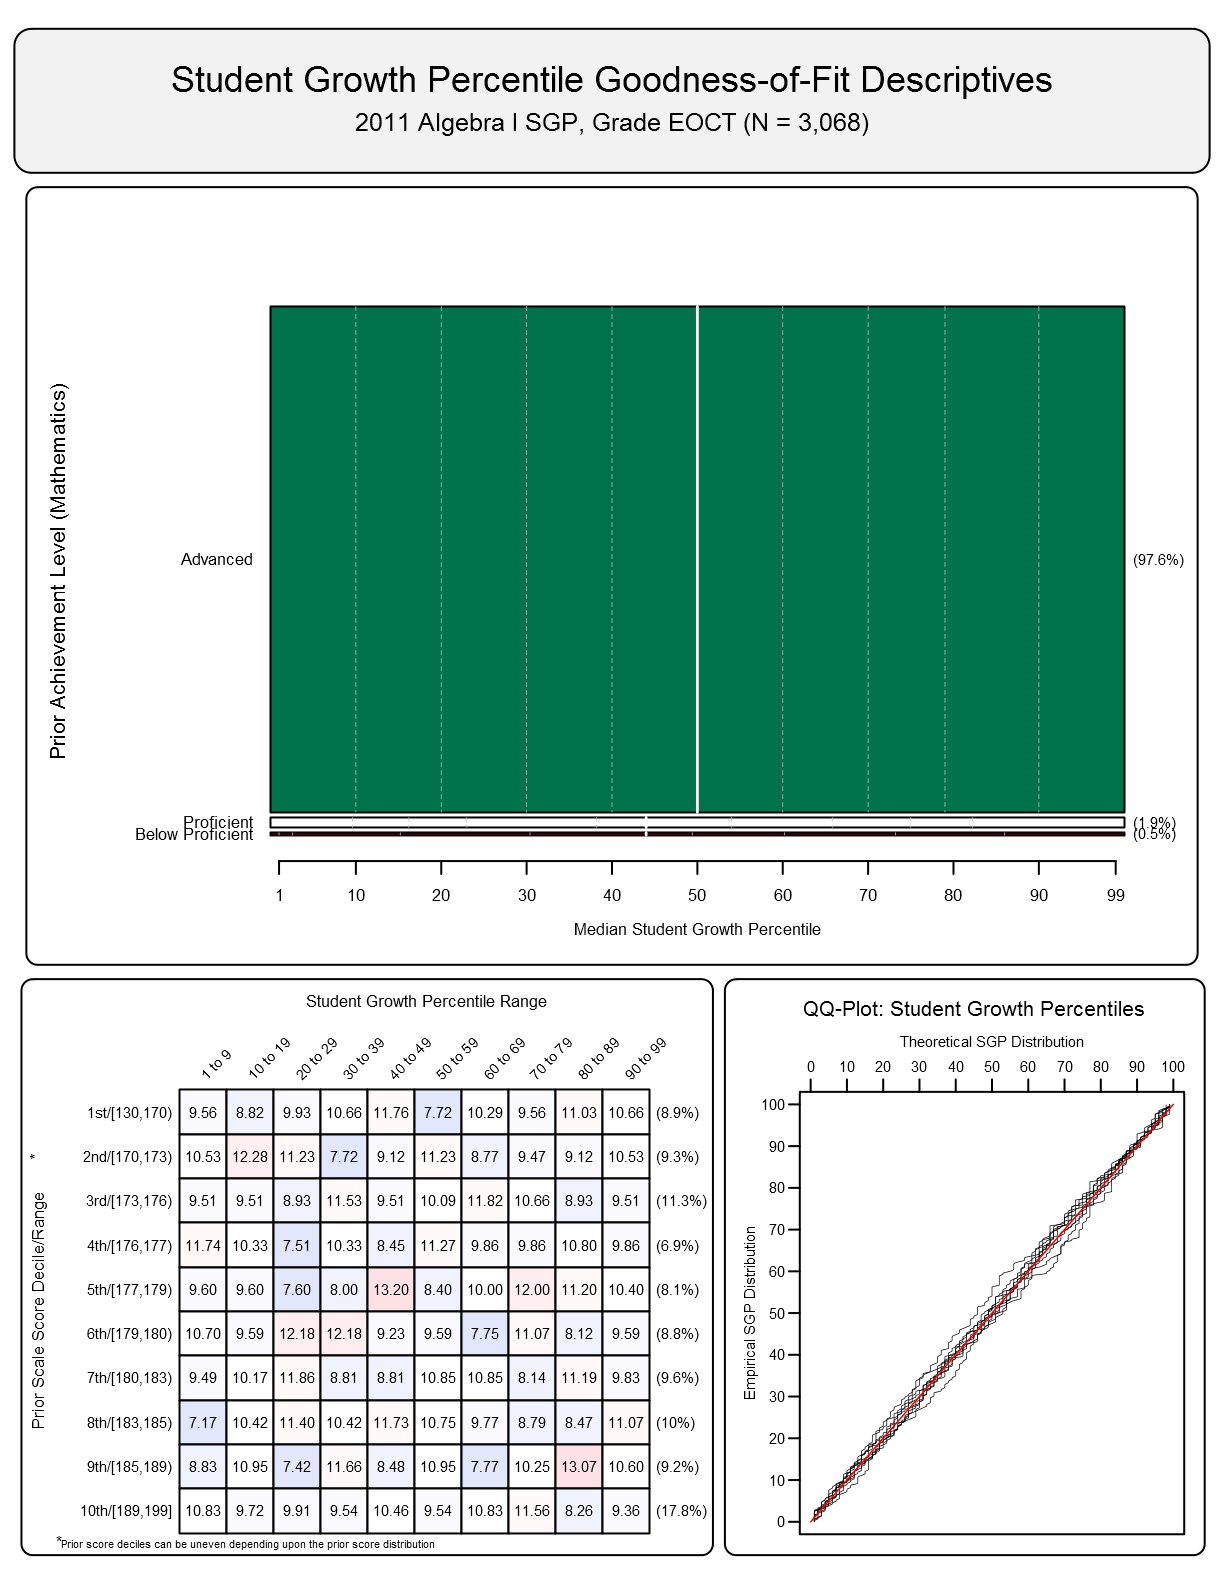 Student Growth Percentile Goodness-of-Fit Descriptives
2011 Algebra I SGP, Grade EOCT (N = 3,068)
Prior Achievement Level (Mathematics)
Advanced (97.6%)
Proficient (1.9%)
Below Proficient (0.5%)
1 10 20 30 40 50 60 70 80 90 99
Median Student Growth Percentile
Student Growth Percentile Range
1 to 9 10 to 19 20 to 29 30 to 39 40 to 49 50 to 59 60 to 69 70 to 79 80 to 89 90 to 99
* Prior Scale Score Decile/Range
1st/[130,170) 9.56 8.82 9.93 10.66 11.76 7.72 10.29 9.56 11.03 10.66 (8.9%)
2nd/[170,173) 10.53 12.28 11.23 7.72 9.12 11.23 8.77 9.47 9.12 10.53 (9.3%)
3rd/[173,176) 9.51 9.51 8.93 11.53 9.51 10.09 11.82 10.66 8.93 9.51 (11.3%)
4th/[176,177) 11.74 10.33 7.51 10.33 8.45 11.27 9.86 9.86 10.80 9.86 (6.9%)
5th/[177,179) 9.60 9.60 7.60 8.00 13.20 8.40 10.00 12.00 11.20 10.40 (8.1%)
6th/[179,180) 10.70 9.59 12.18 12.18 9.23 9.59 7.75 11.07 8.12 9.59 (8.8%)
7th/[180,183) 9.49 10.17 11.86 8.81 8.81 10.85 10.85 8.14 11.19 9.83 (9.6%)
8th/[183,185) 7.17 10.42 11.40 10.42 11.73 10.75 9.77 8.79 8.47 11.07 (10%)
9th/[185,189) 8.83 10.95 7.42 11.66 8.48 10.95 7.77 10.25 13.07 10.60 (9.2%)
10th/[189,199] 10.83 9.72 9.91 9.54 10.46 9.54 10.83 11.56 8.26 9.36 (17.8%)
*Prior score deciles can be uneven depending upon the prior score distribution
QQ-Plot: Student Growth Percentiles
Theoretical SGP Distribution
0 10 20 30 40 50 60 70 80 90 100
Empirical SGP Distribution
100
90
80
70
60
50
40
30
20
10
0